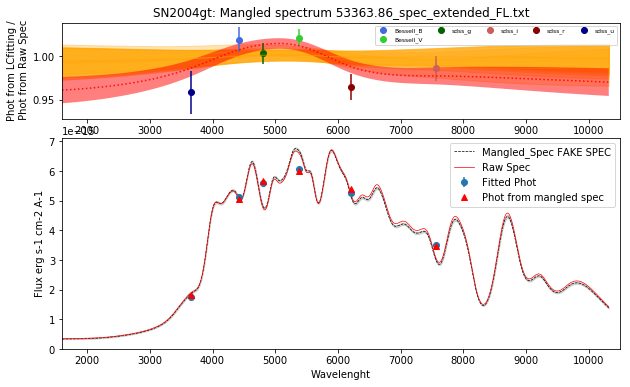 SN2004gt: Mangled spectrum 53363.86_spec_extended_FL.txt
Phot from LCfitting /
Phot from Raw Spec
1.00
0.95
Bessell_B
sdss_g
sdss_i
sdss_r
sdss_u
Bessell_V
2000 3000 4000 5000 6000 7000 8000 9000 10000
7
6
5
4
3
2
1
0
Flux erg s-1 cm-2 A-1
Mangled_Spec FAKE SPEC
Raw Spec
Fitted Phot
Phot from mangled spec
2000 3000 4000 5000 6000 7000 8000 9000 10000
Wavelenght